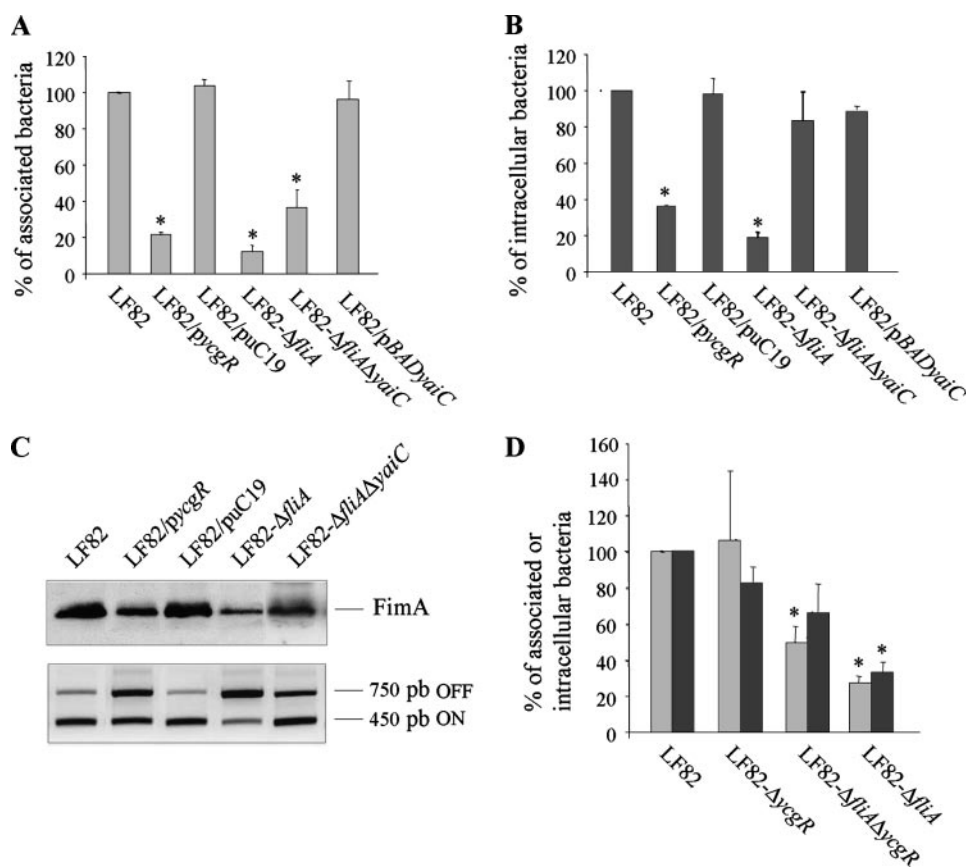 A
% of associated bacteria
120
100
80
60
40
20
0
*
*
*
LF82
LF82/pycgR
LF82/puC19
LF82-ΔfliA
LF82-ΔfliAΔyaiC
LF82/pBADyaiC
B
% of intracellular bacteria
120
100
80
60
40
20
0
*
*
LF82
LF82/pycgR
LF82/puC19
LF82-ΔfliA
LF82-ΔfliAΔyaiC
LF82/pBADyaiC
C
LF82
LF82/pycgR
LF82/puC19
LF82-ΔfliA
LF82-ΔfliAΔyaiC
FimA
750 pb OFF
450 pb ON
D
% of associated or
intracellular bacteria
160
140
120
100
80
60
40
20
0
*
*
*
LF82
LF82-ΔycgR
LF82-ΔfliAΔycgR
LF82-ΔfliA